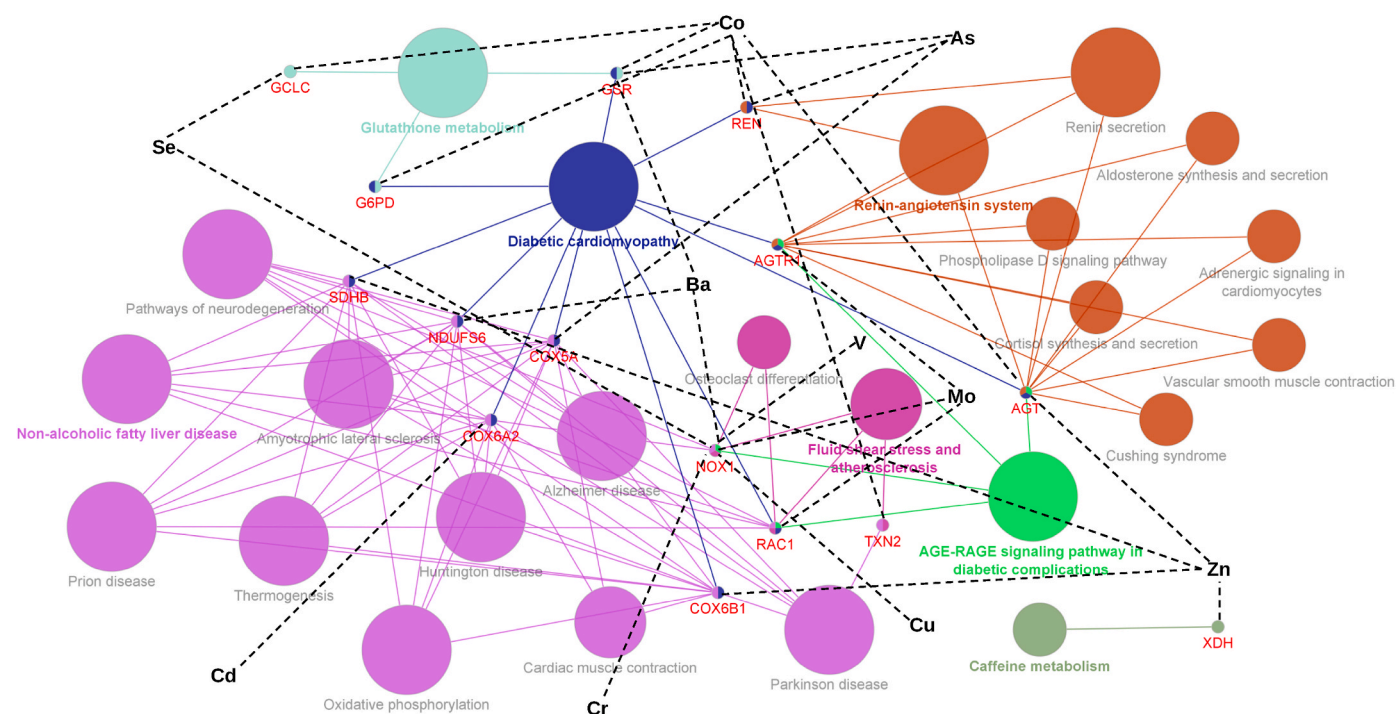 Co
As
GCLC
GSR
Glutathione metabolism
REN
Renin secretion
Se
Aldosterone synthesis and secretion
G6PD
Renin-angiotensin system
Diabetic cardiomyopathy
AGTR1
Phospholipase D signaling pathway
Adrenergic signaling in
cardiomyocytes
Pathways of neurodegeneration
SDHB
Ba
NDUFS6
COX5A
Cortisol synthesis and secretion
V
Osteoclast differentiation
Vascular smooth muscle contraction
Mo
AGT
Non-alcoholic fatty liver disease
Amyotrophic lateral sclerosis
COX6A2
Fluid shear stress and
atherosclerosis
Cushing syndrome
NOX1
Alzheimer disease
RAC1
TXN2
AGE-RAGE signaling pathway in
diabetic complications
Prion disease
Thermogenesis
Huntington disease
Zn
COX6B1
Cu
XDH
Caffeine metabolism
Cd
Cardiac muscle contraction
Parkinson disease
Oxidative phosphorylation
Cr